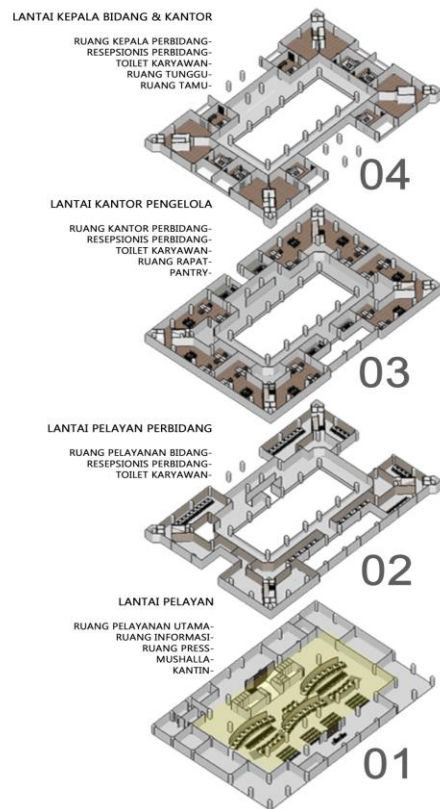 LANTAI KEPALA BIDANG & KANTOR
RUANG KEPALA PERBIDANG-
RESEPSIONIS PERBIDANG-
TOILET KARYAWAN-
RUANG TUNGGU-
RUANG TAMU-
04
LANTAI KANTOR PENGELOLA
RUANG KANTOR PERBIDANG-
RESEPSIONIS PERBIDANG-
TOILET KARYAWAN-
RUANG RAPAT-
PANTRY-
03
LANTAI PELAYAN PERBIDANG
RUANG PELAYANAN BIDANG-
RESEPSIONIS PERBIDANG-
TOILET KARYAWAN-
02
LANTAI PELAYAN
RUANG PELAYANAN UTAMA-
RUANG INFORMASI-
RUANG PRESS-
MUSHALLA-
KANTIN-
01